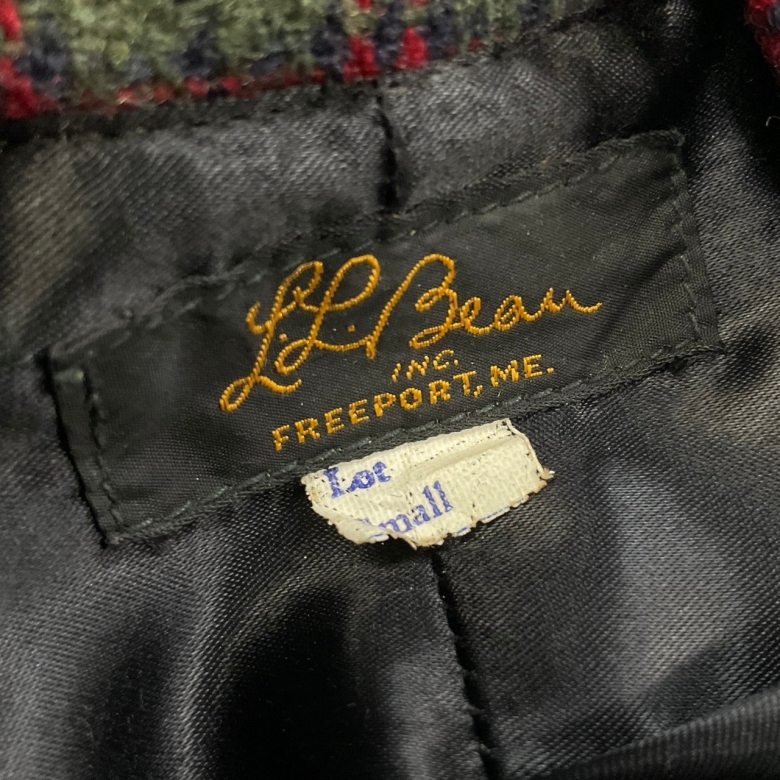 L.L. Bean
INC.
FREEPORT, ME.
Lot
Small